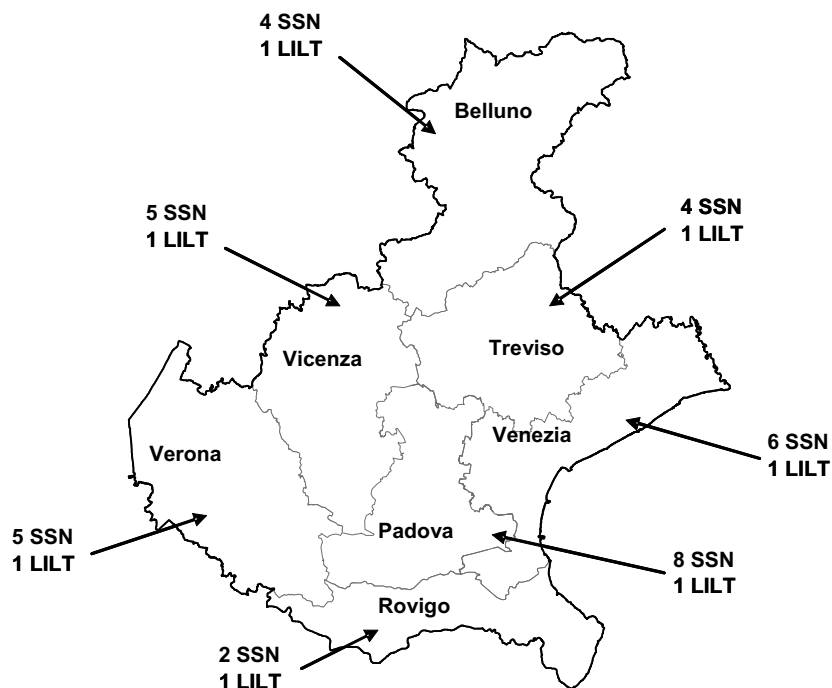 4 SSN
1 LILT
Belluno
5 SSN
1 LILT
4 SSN
1 LILT
Vicenza
Treviso
Verona
Venezia
6 SSN
1 LILT
5 SSN
1 LILT
Padova
8 SSN
1 LILT
Rovigo
2 SSN
1 LILT